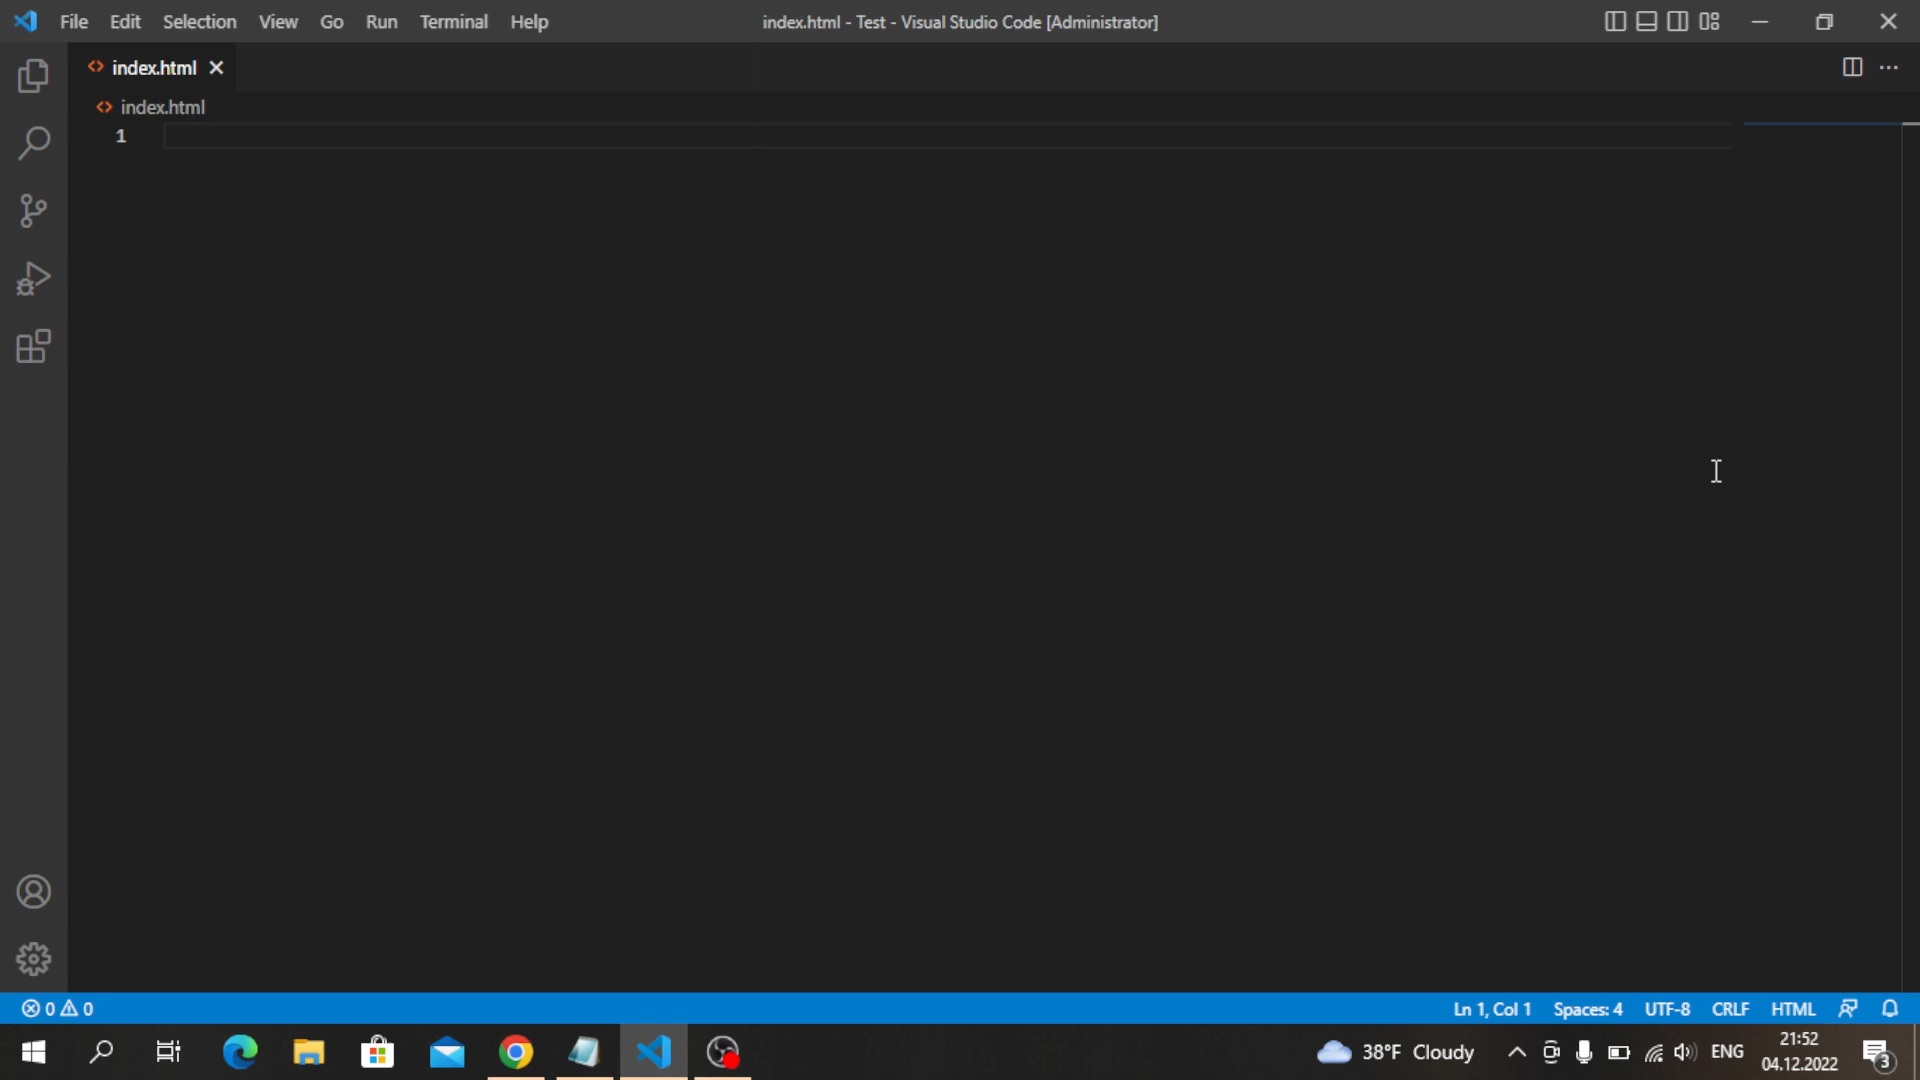 File Edit Selection View Go Run Terminal Help index.html - Test - Visual Studio Code [Administrator]
index.html
index.html
1
0 0 Ln 1, Col 1 Spaces: 4 UTF-8 CRLF HTML
38°F Cloudy ENG 21:52
04.12.2022 3